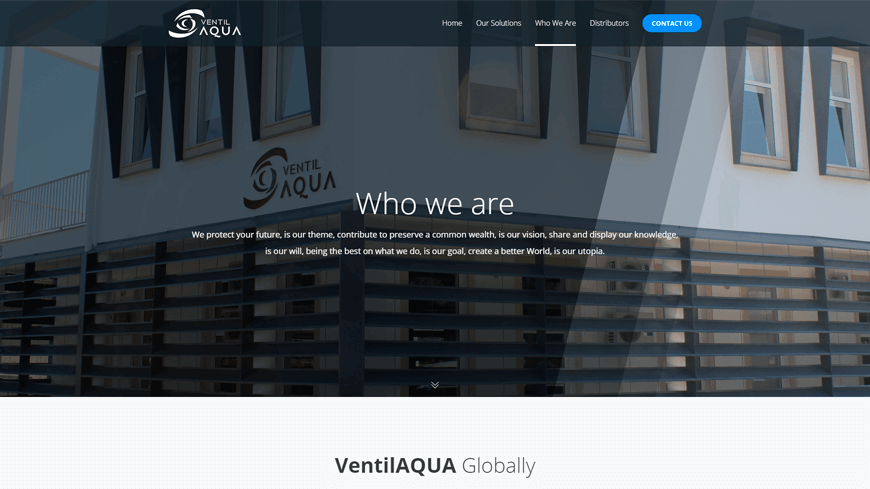 VENTIL
AQUA
Home
Our Solutions
Who We Are
Distributors
CONTACT US
VENTIL
AQUA
Who we are
We protect your future, is our theme, contribute to preserve a common wealth, is our vision, share and display our knowledge,
is our will, being the best on what we do, is our goal, create a better World, is our utopia.
VentilAQUA Globally